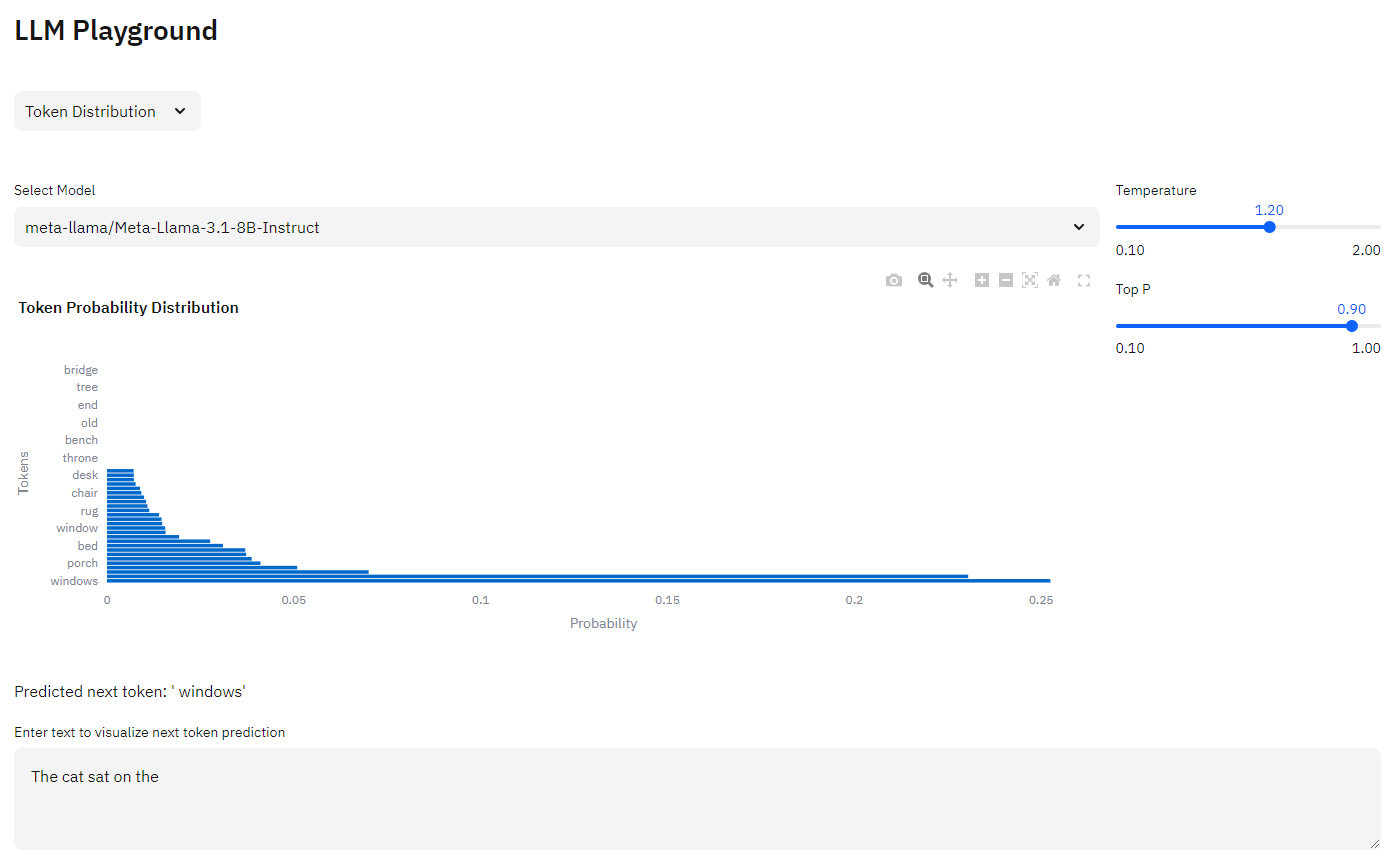 LLM Playground
Token Distribution
Select Model
meta-llama/Meta-Llama-3.1-8B-Instruct
Temperature
1.20
0.10 2.00
Top P
0.90
0.10 1.00
Token Probability Distribution
Tokens
bridge
tree
end
old
bench
throne
desk
chair
rug
window
bed
porch
windows
0 0.05 0.1 0.15 0.2 0.25
Probability
Predicted next token: ' windows'
Enter text to visualize next token prediction
The cat sat on the